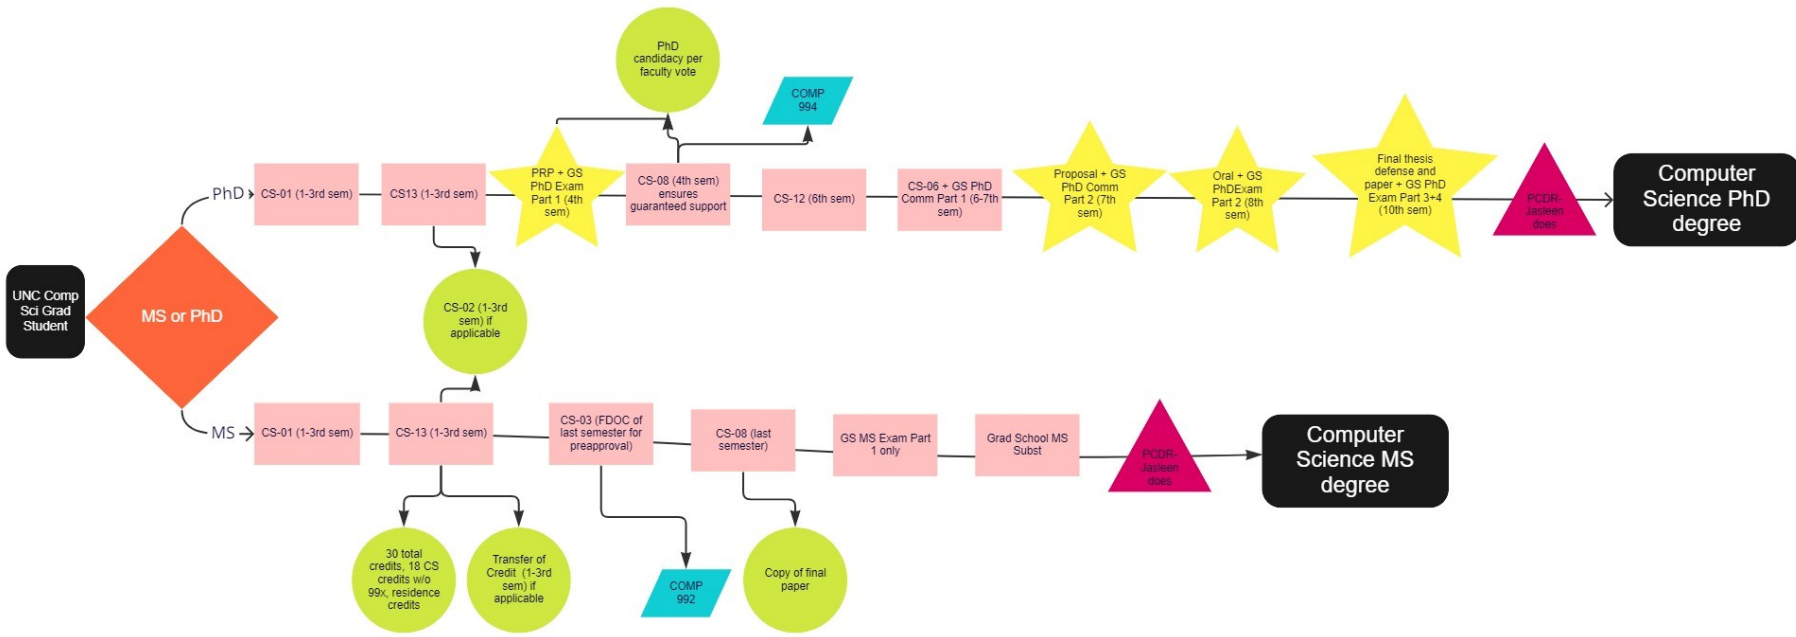 PhD
candidacy per
faculty vote
COMP
994
PhD
CS-01 (1-3rd sem)
CS13 (1-3rd sem)
PRP + GS
PhD Exam
Part 1 (4th
sem)
CS-08 (4th sem)
ensures
guaranteed support
CS-12 (6th sem)
CS-06 + GS PhD
Comm Part 1 (6-7th
sem)
Proposal + GS
PhD Comm
Part 2 (7th
sem)
Oral + GS
PhDExam
Part 2 (8th
sem)
Final thesis
defense and
paper + GS PhD
Exam Part 3+4
(10th sem)
PCDR-
Jasleen
does
Computer
Science PhD
degree
UNC Comp
Sci Grad
Student
MS or PhD
CS-02 (1-3rd
sem) if
applicable
MS
CS-01 (1-3rd sem)
CS-13 (1-3rd sem)
CS-03 (FDOC of
last semester for
preapproval)
CS-08 (last
semester)
GS MS Exam Part
1 only
Grad School MS
Subst
PCDR-
Jasleen
does
Computer
Science MS
degree
30 total
credits, 18 CS
credits w/o
99x, residence
credits
Transfer of
Credit (1-3rd
sem) if
applicable
COMP
992
Copy of final
paper